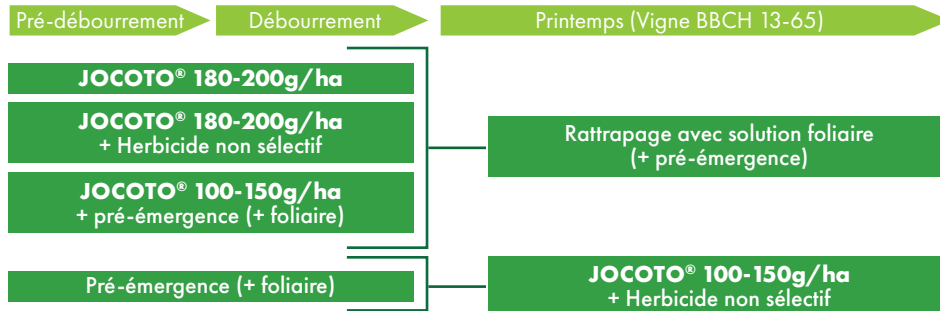 Pré-débourrement
Débourrement
Printemps (Vigne BBCH 13-65)
JOCOTO® 180-200g/ha
JOCOTO® 180-200g/ha
+ Herbicide non sélectif
JOCOTO® 100-150g/ha
+ pré-émergence (+ foliaire)
Rattrapage avec solution foliaire
(+ pré-émergence)
Pré-émergence (+ foliaire)
JOCOTO® 100-150g/ha
+ Herbicide non sélectif